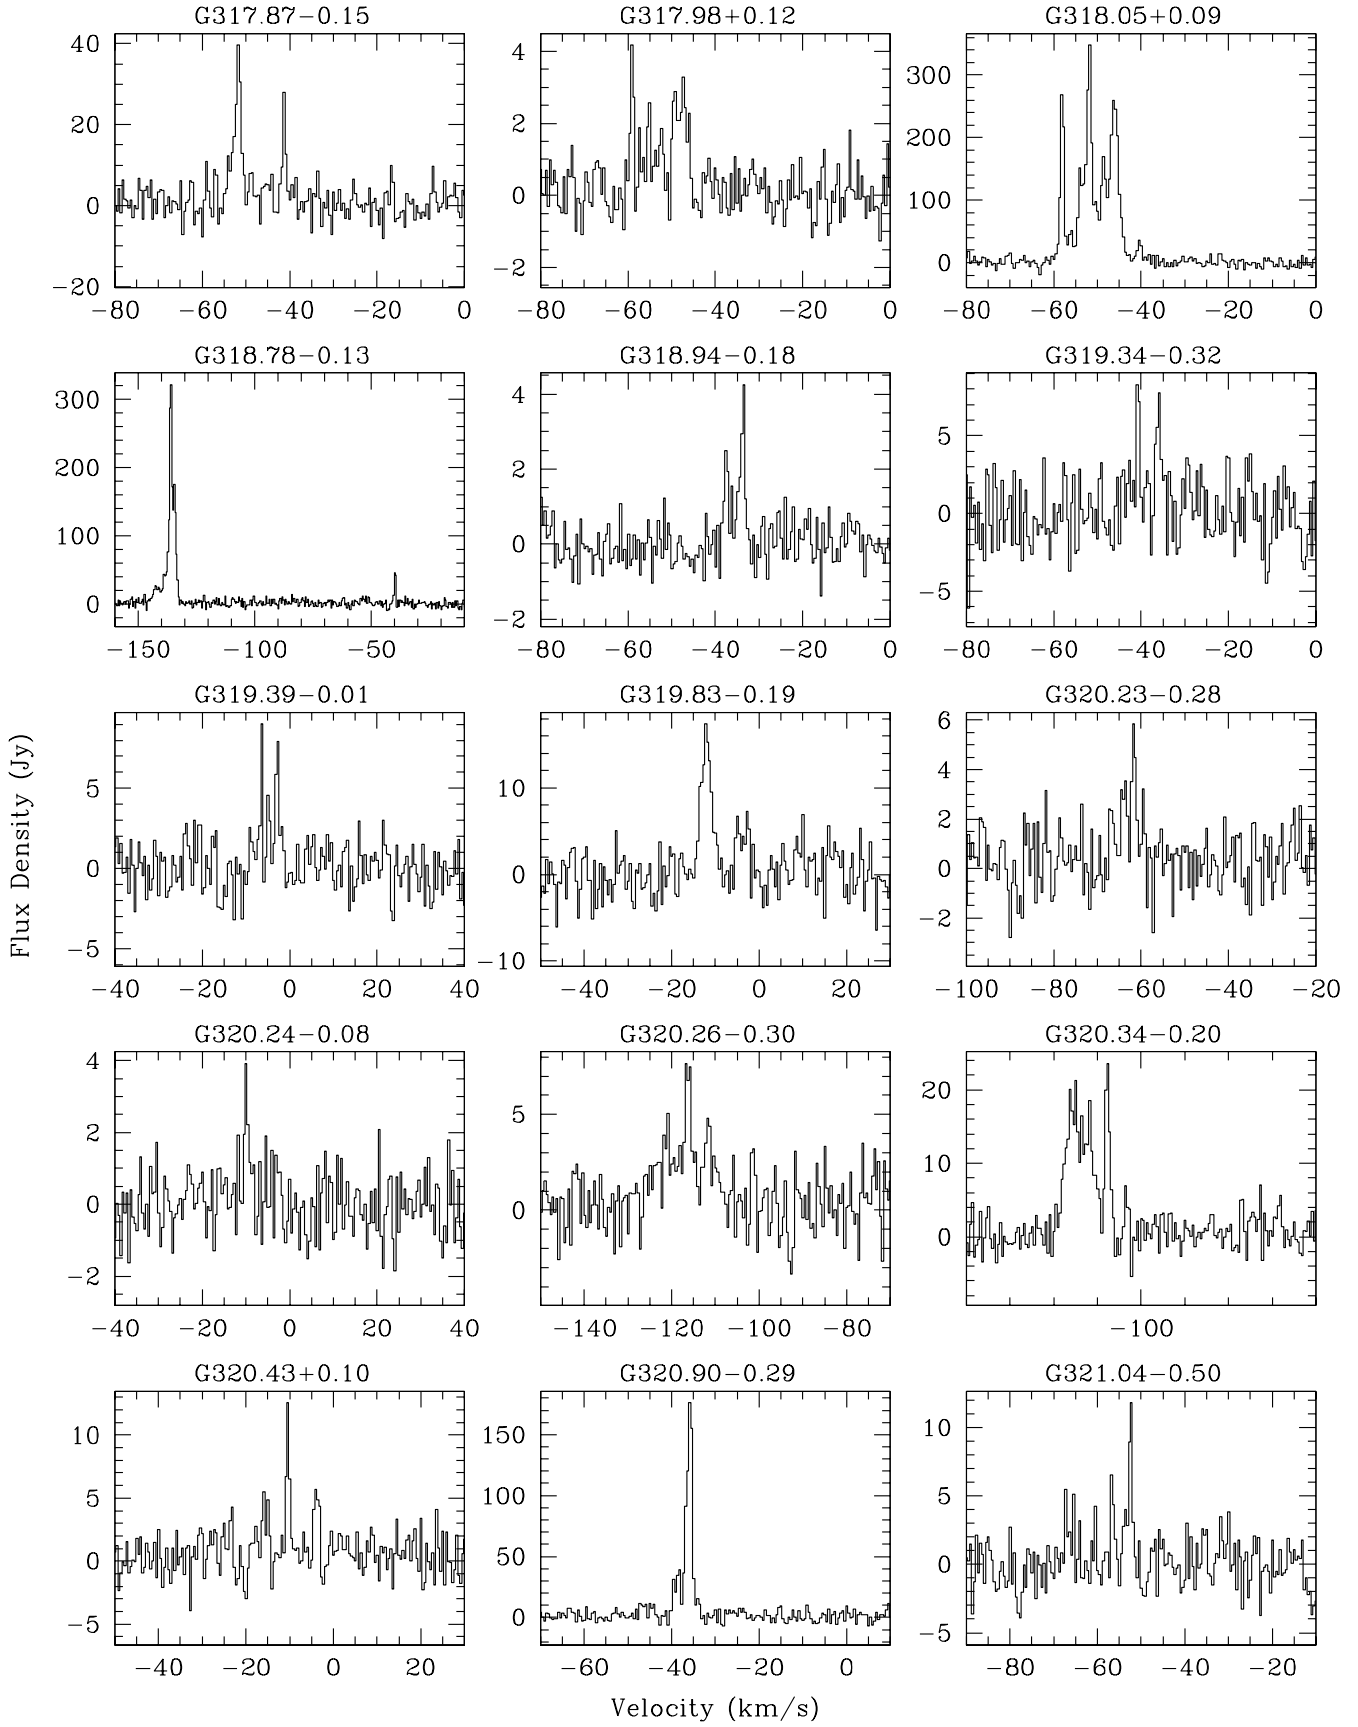 G317.87−0.15 G317.98+0.12 G318.05+0.09
40 20 0 −20
4 2 0 −2
300 200 100 0
−80 −60 −40 −20 0 −80 −60 −40 −20 0 −80 −60 −40 −20 0
G318.78−0.13 G318.94−0.18 G319.34−0.32
300 200 100 0
4 2 0 −2
5 0 −5
−150 −100 −50 −80 −60 −40 −20 0 −80 −60 −40 −20 0
G319.39−0.01 G319.83−0.19 G320.23−0.28
5 0 −5
10 0 −10
6 4 2 0 −2
−40 −20 0 20 40 −40 −20 0 20 −100 −80 −60 −40 −20
Flux Density (Jy)
G320.24−0.08 G320.26−0.30 G320.34−0.20
4 2 0 −2
5 0
20 10 0
−40 −20 0 20 40 −140 −120 −100 −80 −100
G320.43+0.10 G320.90−0.29 G321.04−0.50
10 5 0 −5
150 100 50 0
10 5 0 −5
−40 −20 0 20 −60 −40 −20 0 −80 −60 −40 −20
Velocity (km/s)